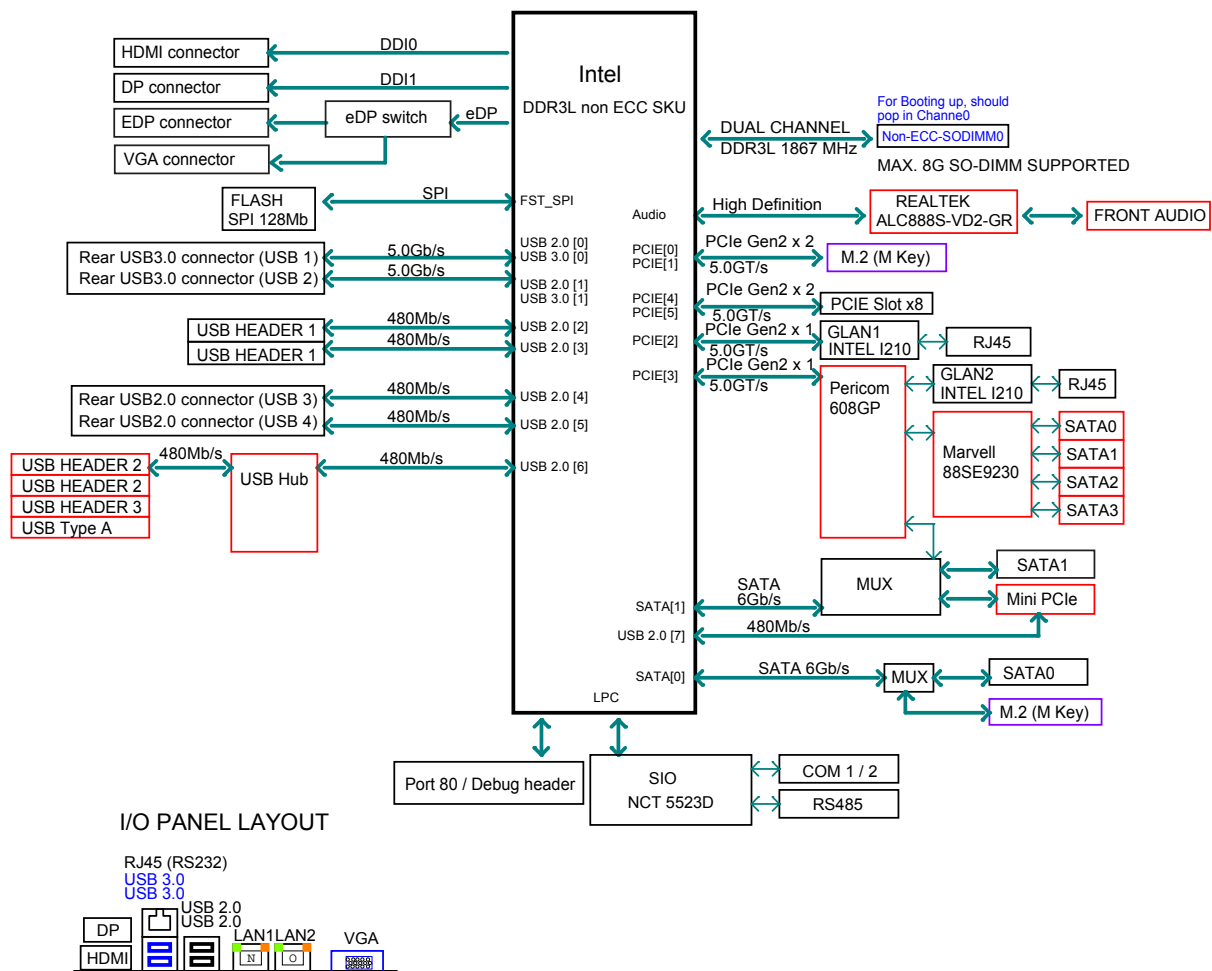 HDMI connector
DDI0
DP connector
DDI1
EDP connector
eDP switch
eDP
VGA connector
Intel
DDR3L non ECC SKU
DUAL CHANNEL
DDR3L 1867 MHz
For Booting up, should
pop in Channe0
Non-ECC-SODIMM0
MAX. 8G SO-DIMM SUPPORTED
FLASH
SPI 128Mb
SPI
FST_SPI
Audio
High Definition
REALTEK
ALC888S-VD2-GR
FRONT AUDIO
Rear USB3.0 connector (USB 1)
Rear USB3.0 connector (USB 2)
5.0Gb/s
5.0Gb/s
USB 2.0 [0]
USB 3.0 [0]
USB 2.0 [1]
USB 3.0 [1]
PCIE[0]
PCIE[1]
PCIe Gen2 x 2
5.0GT/s
M.2 (M Key)
PCIE[4]
PCIE[5]
PCIe Gen2 x 2
5.0GT/s
PCIE Slot x8
USB HEADER 1
USB HEADER 1
480Mb/s
480Mb/s
USB 2.0 [2]
USB 2.0 [3]
PCIE[2]
PCIe Gen2 x 1
5.0GT/s
GLAN1
INTEL I210
RJ45
PCIE[3]
PCIe Gen2 x 1
5.0GT/s
Pericom
608GP
GLAN2
INTEL I210
RJ45
Rear USB2.0 connector (USB 3)
Rear USB2.0 connector (USB 4)
480Mb/s
480Mb/s
USB 2.0 [4]
USB 2.0 [5]
Marvell
88SE9230
SATA0
SATA1
SATA2
SATA3
USB HEADER 2
USB HEADER 2
USB HEADER 3
USB Type A
480Mb/s
USB Hub
480Mb/s
USB 2.0 [6]
SATA[1]
SATA
6Gb/s
MUX
SATA1
Mini PCIe
USB 2.0 [7]
480Mb/s
SATA[0]
SATA 6Gb/s
MUX
SATA0
M.2 (M Key)
LPC
Port 80 / Debug header
SIO
NCT 5523D
COM 1 / 2
RS485
I/O PANEL LAYOUT
RJ45 (RS232)
USB 3.0
USB 3.0
USB 2.0
USB 2.0
DP
HDMI
LAN1
LAN2
VGA
N
O